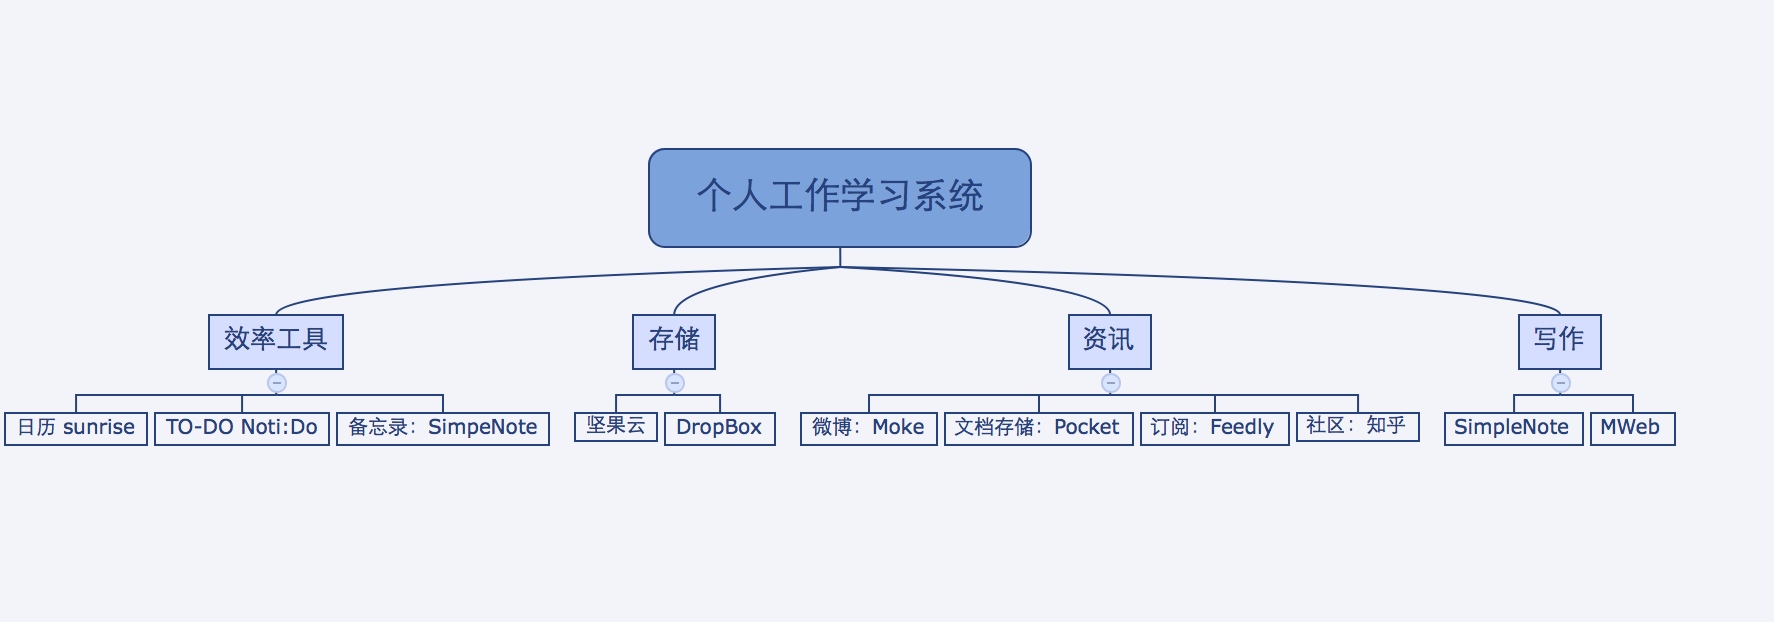 个人工作学习系统
效率工具
存储
资讯
写作
日历 sunrise
TO-DO Noti:Do
备忘录：SimpeNote
坚果云
DropBox
微博：Moke
文档存储：Pocket
订阅：Feedly
社区：知乎
SimpleNote
MWeb